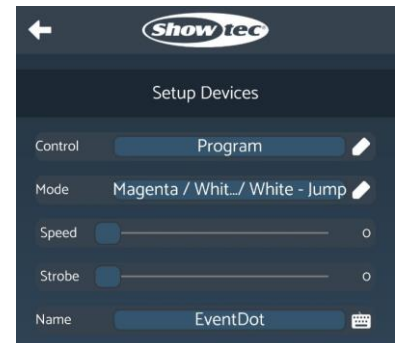 Showtec
Setup Devices
Control Program
Mode Magenta / Whit.../ White - Jump
Speed 0
Strobe 0
Name EventDot